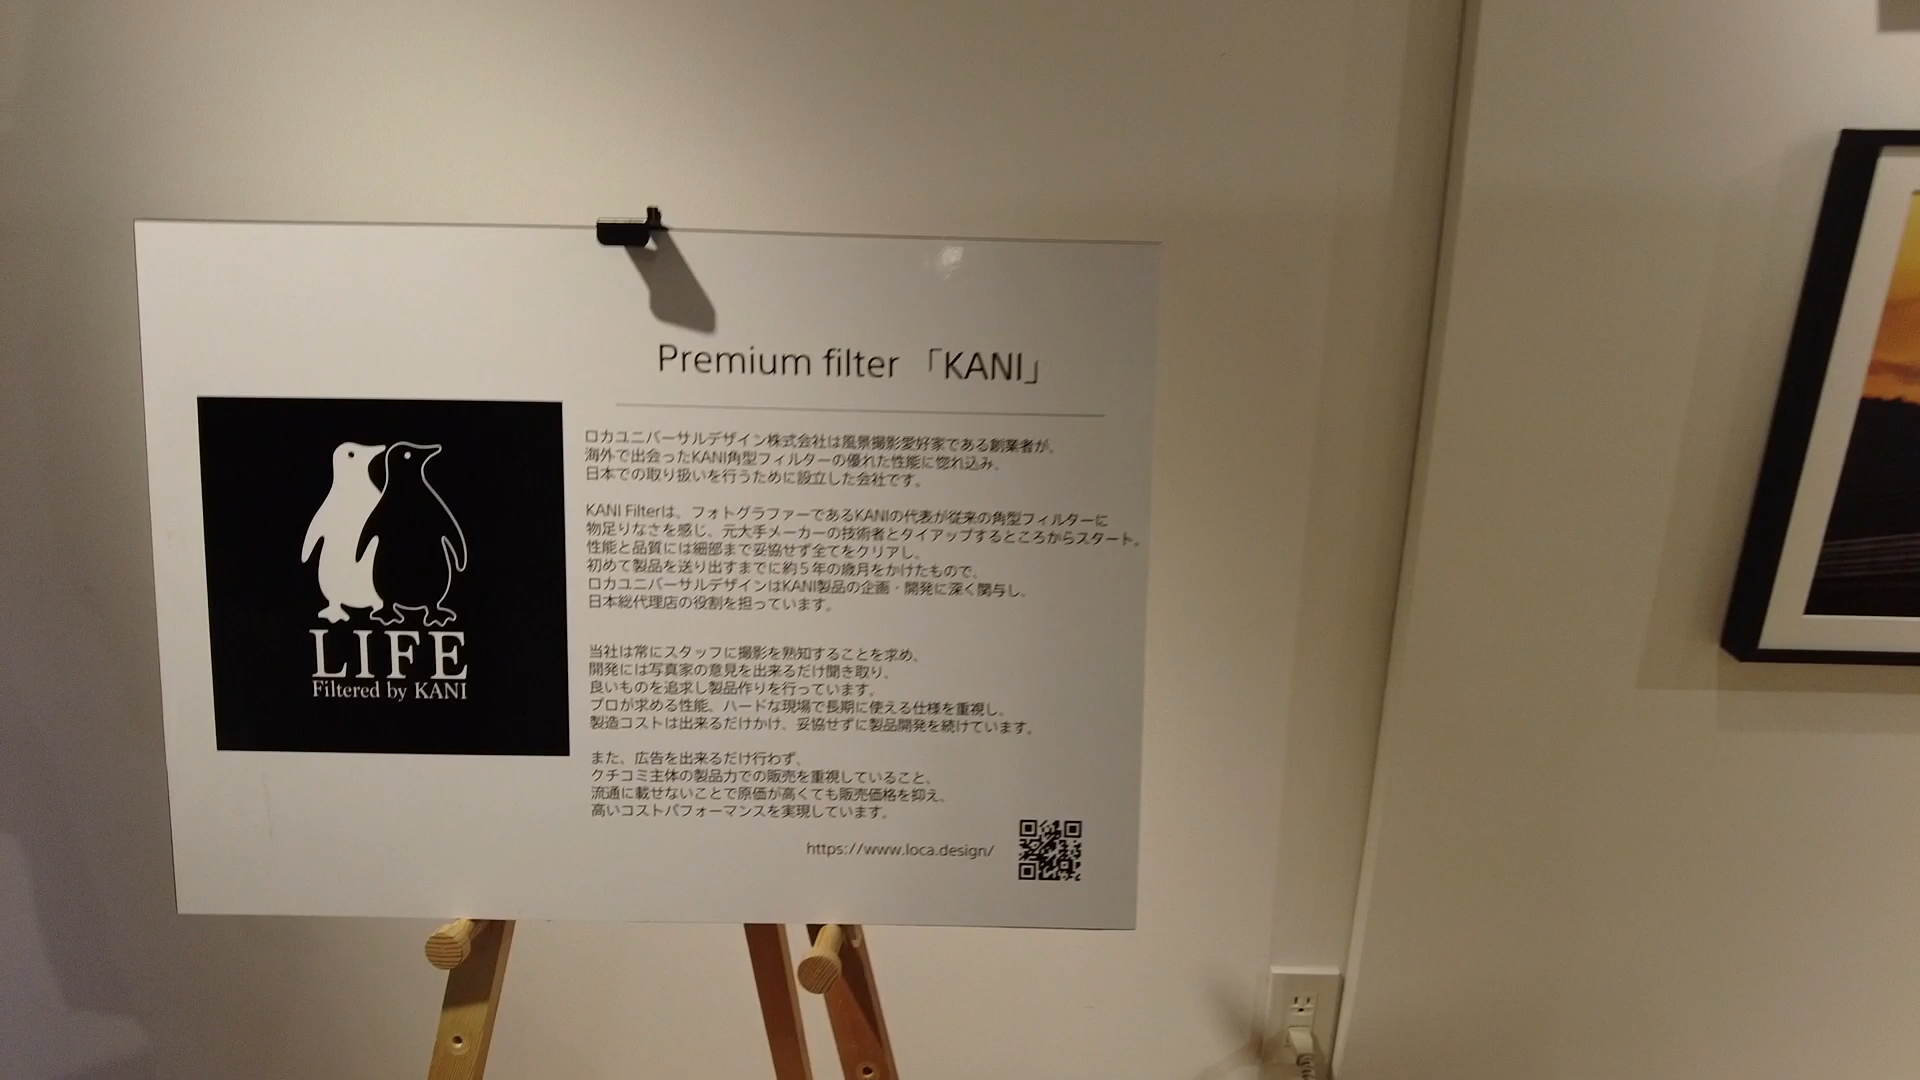 Premium filter 「KANI」
ロカユニバーサルデザイン株式会社は風景撮影愛好家である創業者が、
海外で出会ったKANI角型フィルターの優れた性能に惚れ込み、
日本での取り扱いを行うために設立した会社です。
KANI Filterは、フォトグラファーであるKANIの代表が従来の角型フィルターに
物足りなさを感じ、元大手メーカーの技術者とタイアップするところからスタート。
性能と品質には細部まで妥協せず全てをクリアし、
初めて製品を送り出すまでに約５年の歳月をかけたもので、
ロカユニバーサルデザインはKANI製品の企画・開発に深く関与し、
日本総代理店の役割を担っています。
当社は常にスタッフに撮影を熟知することを求め、
開発には写真家の意見を出来るだけ聞き取り、
良いものを追求し製品作りを行っています。
プロが求める性能、ハードな現場で長期に使える仕様を重視し、
製造コストは出来るだけかけ、妥協せずに製品開発を続けています。
また、広告を出来るだけ行わず、
クチコミ主体の製品力での販売を重視していること、
流通に載せないことで原価が高くても販売価格を抑え、
高いコストパフォーマンスを実現しています。
https://www.loca.design/
LIFE
Filtered by KANI